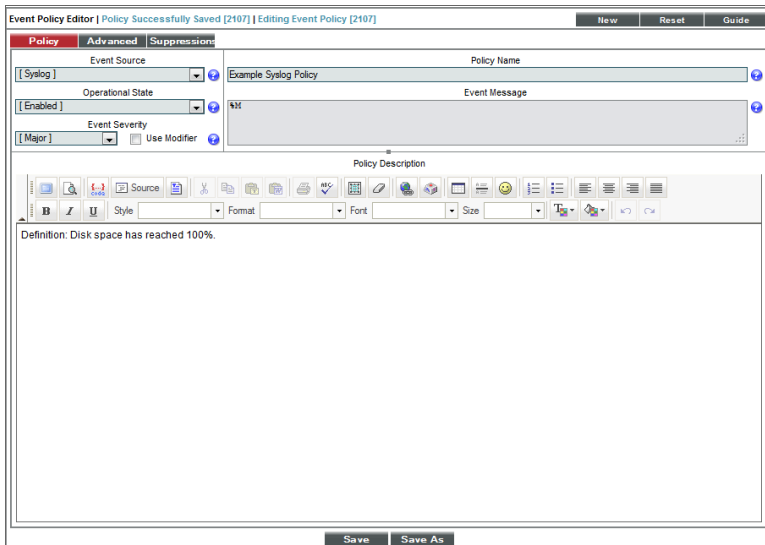 Event Policy Editor | Policy Successfully Saved [2107] | Editing Event Policy [2107]
New
Reset
Guide
Policy
Advanced
Suppressions
Event Source
[ Syslog ]
Operational State
[ Enabled ]
Event Severity
[ Major ]
Use Modifier
Policy Name
Example Syslog Policy
Event Message
%M
Policy Description
Source
B I U Style Format Font Size
Definition: Disk space has reached 100%.
Save
Save As